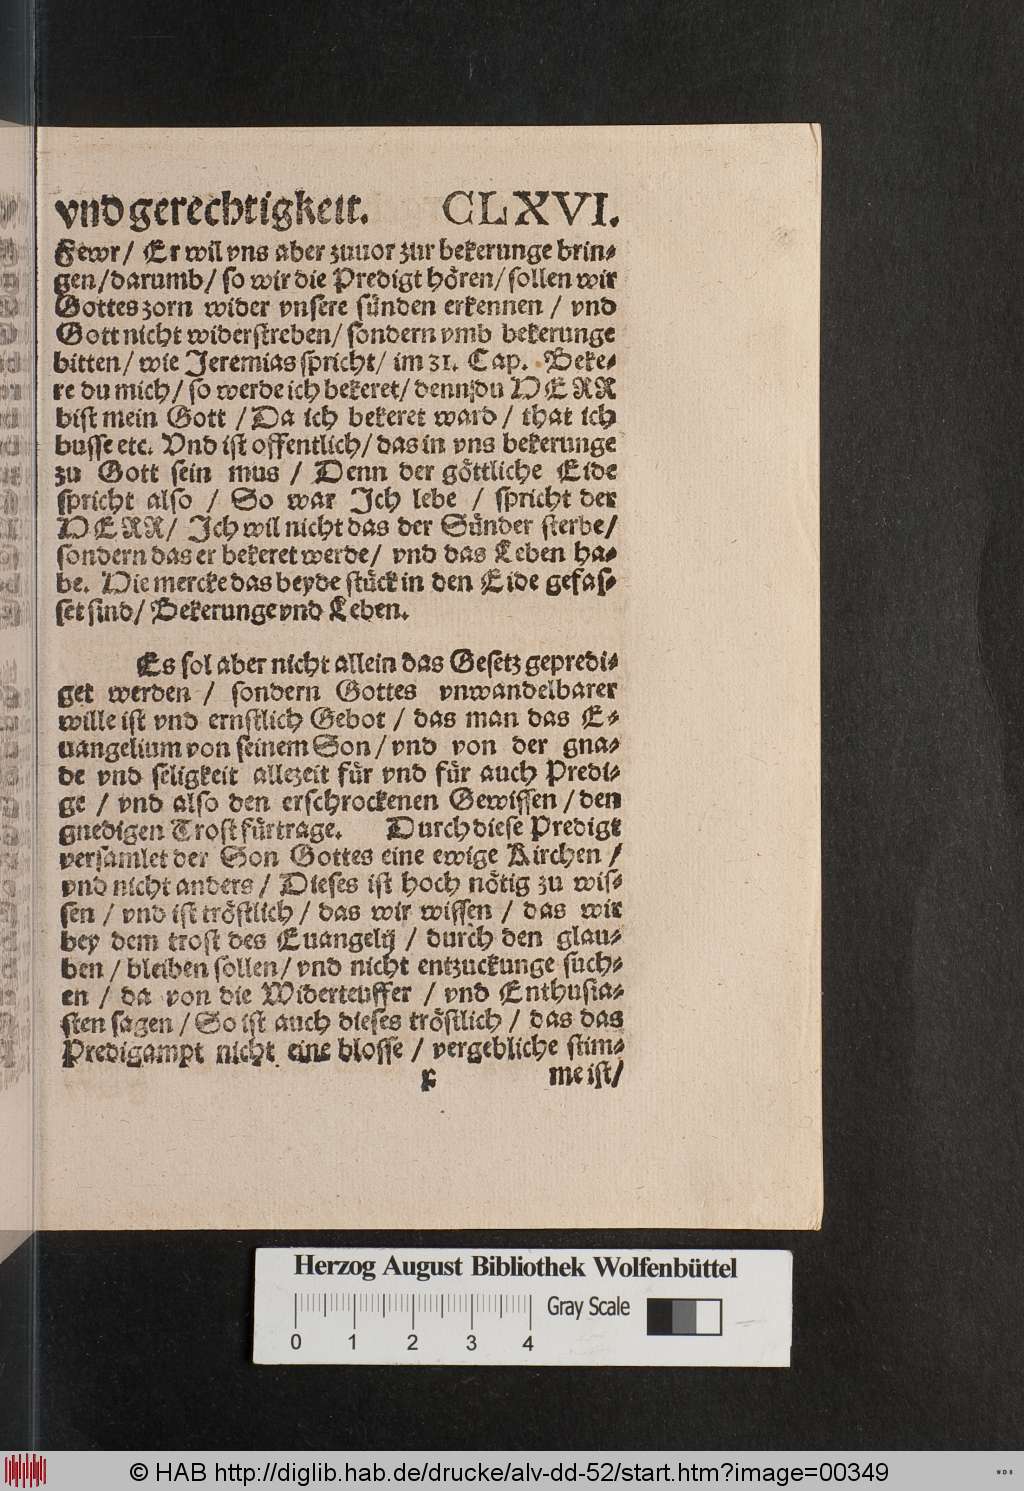 vnd gerechtigkeit. CLXVI.
Fewr / Er wil vns aber zuuor zur bekerunge brin⸗
gen / darumb / so wir die Predigt hören / sollen wir
Gottes zorn wider vnsere sünden erkennen / vnd
Gott nicht widerstreben / sondern vmb bekerunge
bitten / wie Jeremias spricht / im 31. Cap. Beke⸗
re du mich / so werde ich bekeret / denn du HERR
bist mein Gott / Da ich bekeret ward / that ich
busse etc. Vnd ist offentlich / das in vns bekerunge
zu Gott sein mus / Denn der göttliche Eide
spricht also / So war Jch lebe / spricht der
HERR / Jch wil nicht das der Sünder sterbe /
sondern das er bekeret werde / vnd das Leben ha⸗
be. Hie mercke das beyde stück in den Eide gefas⸗
set sind / Bekerunge vnd Leben.
Es sol aber nicht allein das Gesetz gepredi⸗
get werden / sondern Gottes vnwandelbarer
wille ist vnd ernstlich Gebot / das man das E⸗
uangelium von seinem Son / vnd von der gna⸗
de vnd seligkeit allezeit für vnd für auch Predi⸗
ge / vnd also den erschrockenen Gewissen / den
gnedigen Trost fürtrage. Durch diese Predigt
versamlet der Son Gottes eine ewige Kirchen /
vnd nicht anders / Dieses ist hoch nötig zu wis⸗
sen / vnd ist tröstlich / das wir wissen / das wir
bey dem trost des Euangelij / durch den glau⸗
ben / bleiben sollen / vnd nicht entzuckunge such⸗
en / da von die Widerteuffer / vnd Enthusia⸗
sten sagen / So ist auch dieses tröstlich / das das
Predigampt nicht eine blosse / vergebliche stim⸗
x me ist /
Herzog August Bibliothek Wolfenbüttel
Gray Scale
0 1 2 3 4
© HAB http://diglib.hab.de/drucke/alv-dd-52/start.htm?image=00349